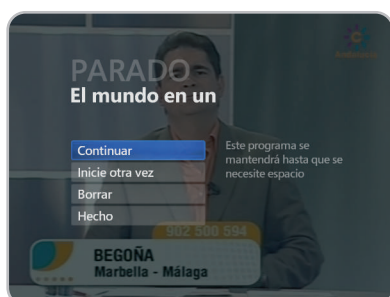 PARADO
El mundo en un
Continuar
Este programa se
mantendrá hasta que se
necesite espacio
Inicie otra vez
Borrar
Hecho
902 500 594
BEGOÑA
Marbella - Málaga